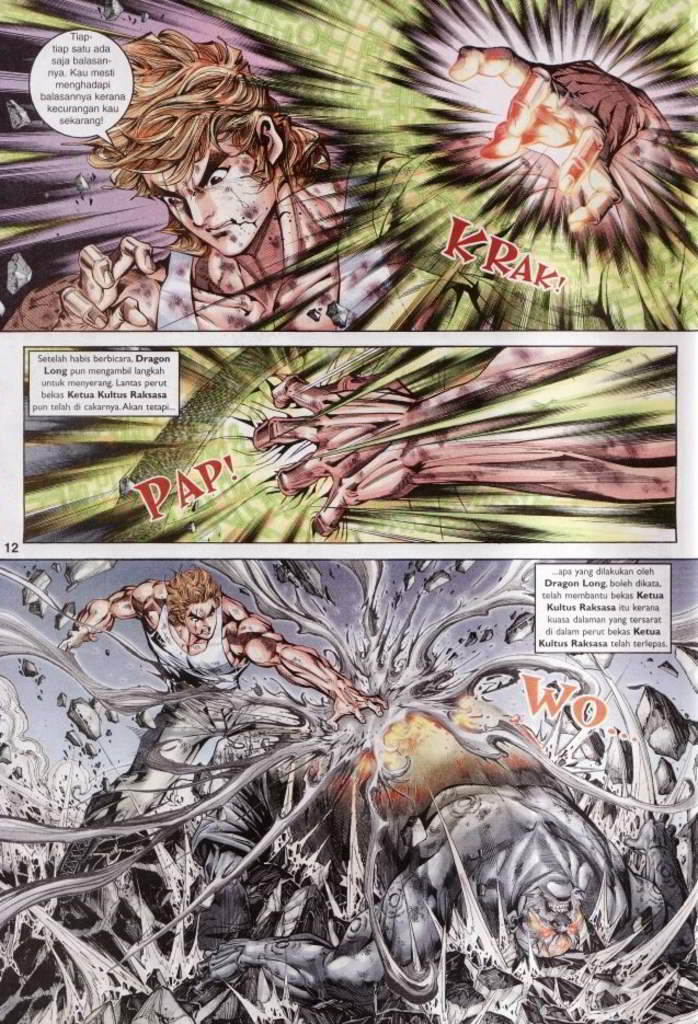 Tiap-
tiap satu ada
saja balasan-
nya. Kau mesti
menghadapi
balasannya kerana
kecurangan kau
sekarang!
KRAK!
Setelah habis berbicara, Dragon
Long pun mengambil langkah
untuk menyerang. Lantas perut
bekas Ketua Kultus Raksasa
pun telah di cakarnya. Akan tetapi...
PAP!
12
...apa yang dilakukan oleh
Dragon Long, boleh dikata,
telah membantu bekas Ketua
Kultus Raksasa itu kerana
kuasa dalaman yang tersarat
di dalam perut bekas Ketua
Kultus Raksasa telah terlepas.
WO...